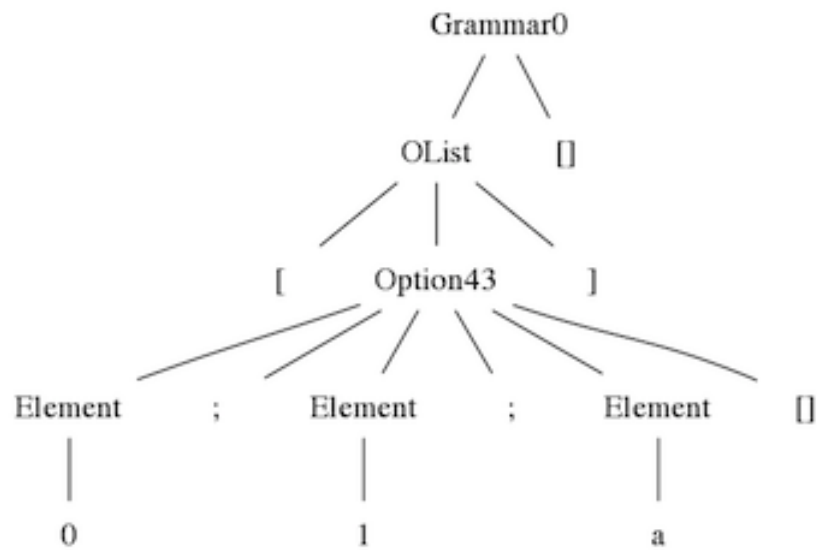 Grammar0
OList []
[ Option43 ]
Element ; Element ; Element []
0 1 a